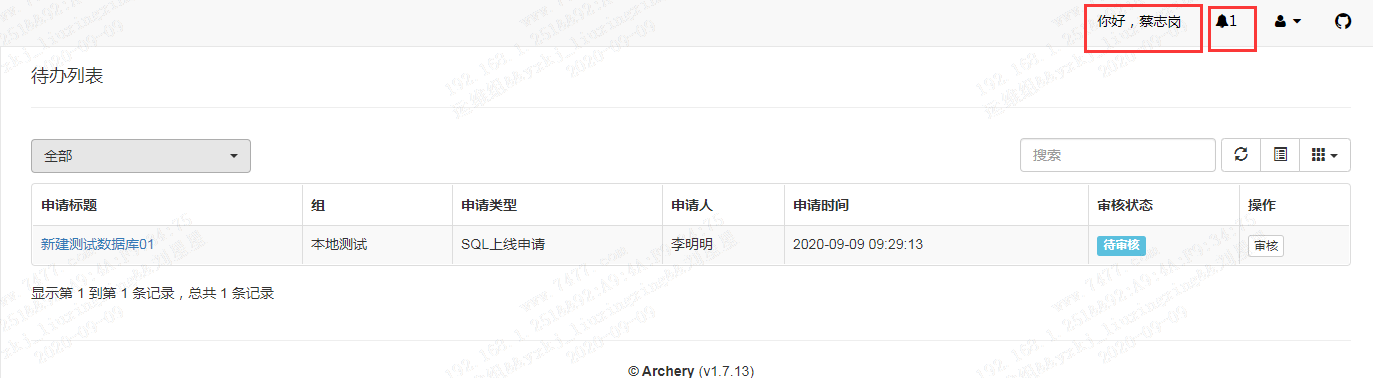 你好，蔡志岗 1
待办列表
全部 搜索
申请标题 组 申请类型 申请人 申请时间 审核状态 操作
新建测试数据库01 本地测试 SQL上线申请 李明明 2020-09-09 09:29:13 待审核 审核
显示第 1 到第 1 条记录，总共 1 条记录
© Archery (v1.7.13)